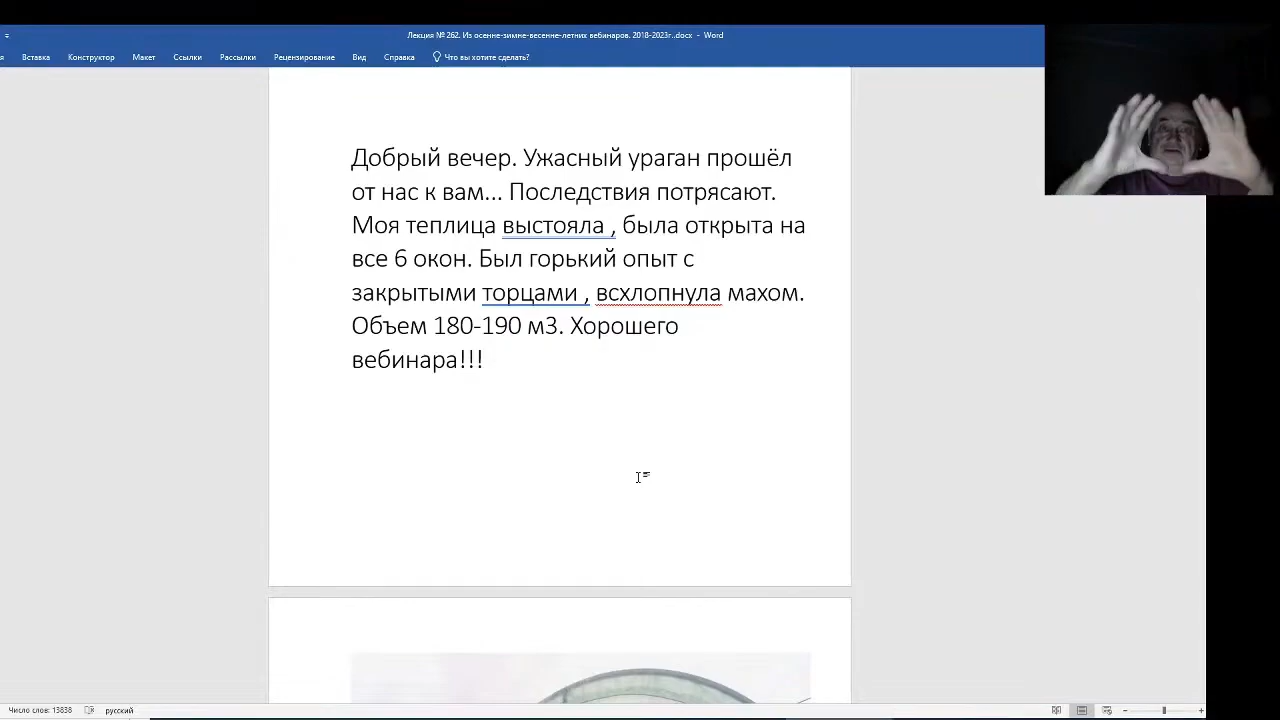 Лекция № 262. Из осенне-зимне-весенне-летних вебинаров. 2018-2023г..docx - Word
Вставка Конструктор Макет Ссылки Рассылки Рецензирование Вид Справка Что вы хотите сделать?
Добрый вечер. Ужасный ураган прошёл
от нас к вам... Последствия потрясают.
Моя теплица выстояла , была открыта на
все 6 окон. Был горький опыт с
закрытыми торцами , всхлопнула махом.
Объем 180-190 м3. Хорошего
вебинара!!!
Число слов: 13838 русский